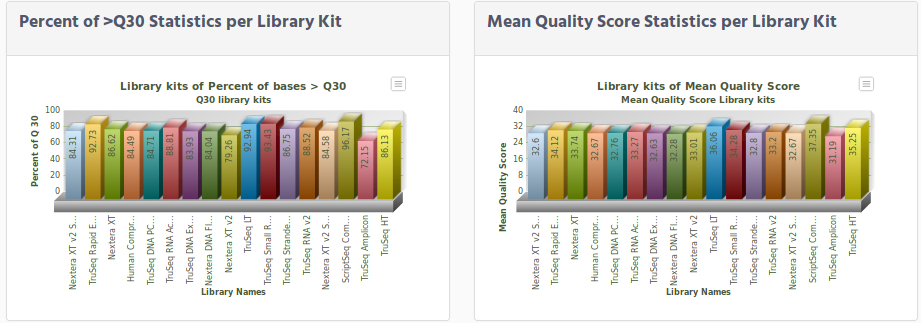 Percent of >Q30 Statistics per Library Kit
Library kits of Percent of bases > Q30
Q30 library kits
Percent of Q 30
100
80
60
40
20
0
84.31
92.73
86.62
84.49
84.71
88.81
83.93
84.04
79.26
92.94
93.43
86.75
88.52
84.58
96.17
72.15
86.13
Nextera XT v2 S...
TruSeq Rapid E...
Nextera XT
Human Compr...
TruSeq DNA PC...
TruSeq RNA Ac...
TruSeq DNA Ex...
Nextera DNA Fl...
Nextera XT v2
TruSeq LT
TruSeq Small R...
TruSeq Strande...
TruSeq RNA v2
Nextera XT v2 S...
ScriptSeq Com...
TruSeq Amplicon
TruSeq HT
Library Names
Mean Quality Score Statistics per Library Kit
Library kits of Mean Quality Score
Mean Quality Score Library kits
Mean Quality Score
40
32
24
16
8
0
32.6
34.12
33.74
32.67
32.76
33.27
32.63
32.28
33.01
36.06
34.28
32.8
33.2
32.67
37.35
31.19
35.25
Nextera XT v2 S...
TruSeq Rapid E...
Nextera XT
Human Compr...
TruSeq DNA PC...
TruSeq RNA Ac...
TruSeq DNA Ex...
Nextera DNA Fl...
Nextera XT v2
TruSeq LT
TruSeq Small R...
TruSeq Strande...
TruSeq RNA v2
Nextera XT v2 S...
ScriptSeq Com...
TruSeq Amplicon
TruSeq HT
Library Names